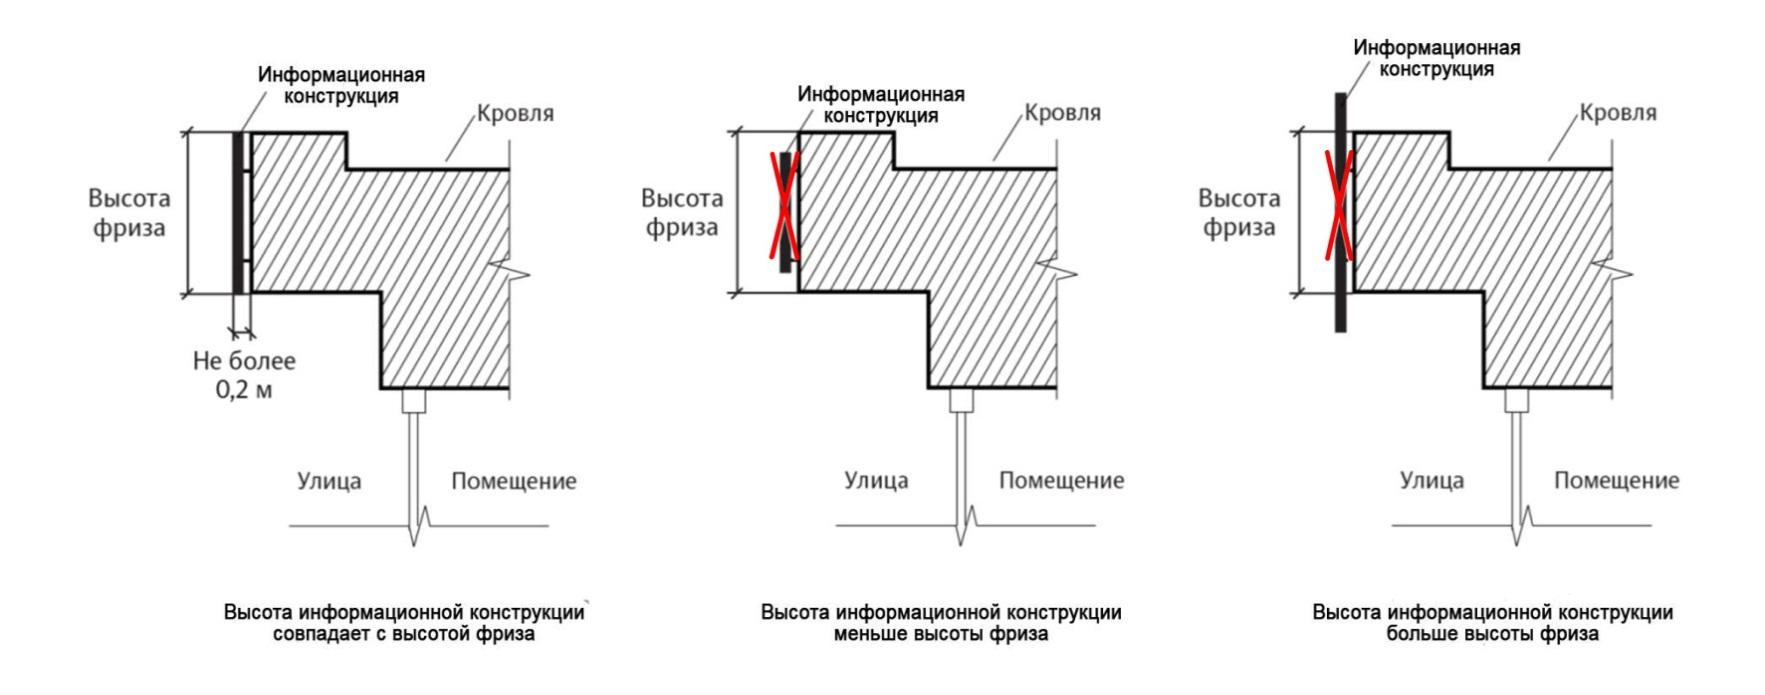 Информационная
конструкция
Кровля
Высота
фриза
Не более
0,2 м
Улица
Помещение
Высота информационной конструкции
совпадает с высотой фриза
Информационная
конструкция
Кровля
Высота
фриза
Улица
Помещение
Высота информационной конструкции
меньше высоты фриза
Информационная
конструкция
Кровля
Высота
фриза
Улица
Помещение
Высота информационной конструкции
больше высоты фриза